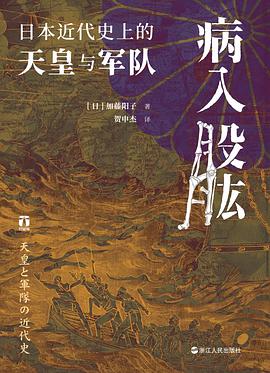 日本近代史上的
天皇与军队
病入股肱
[日] 加藤阳子 著
贺申杰 译
天皇と軍隊の近代史
浙江人民出版社